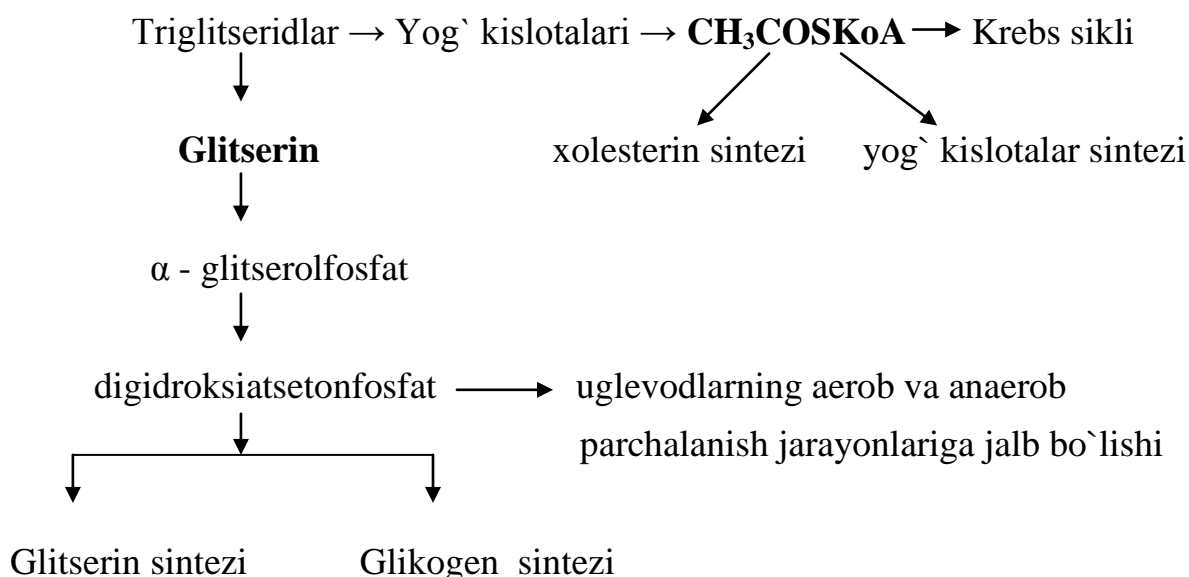 Triglitseridlar → Yog` kislotalari → CH₃COSKoA → Krebs sikli
Glitserin xolesterin sintezi yog` kislotalar sintezi
α - glitserolfosfat
digidroksiatsetonfosfat → uglevodlarning aerob va anaerob
parchalanish jarayonlariga jalb bo`lishi
Glitserin sintezi Glikogen sintezi